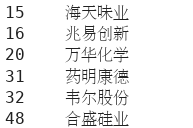 15 海天味业
16 兆易创新
20 万华化学
31 药明康德
32 韦尔股份
48 合盛硅业